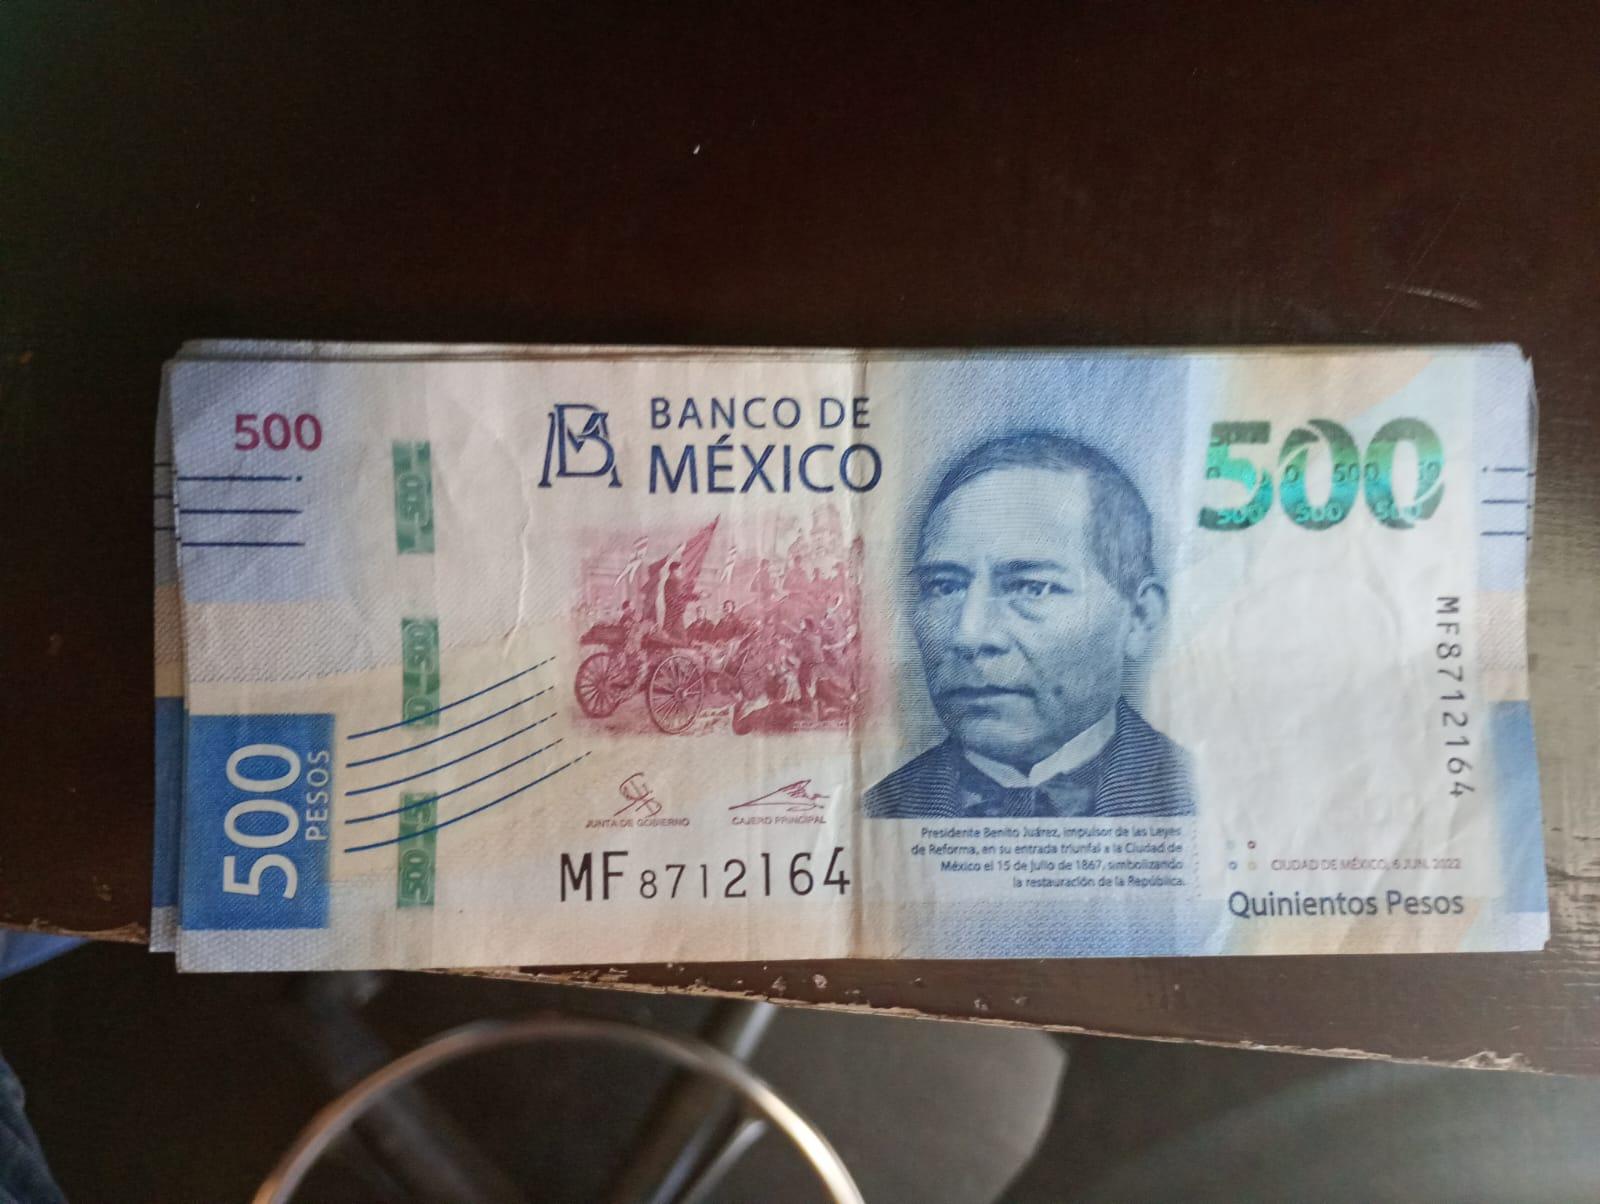 500
BM
BANCO DE
MÉXICO
500
MF8712164
500
PESOS
JUNTA DE GOBIERNO
CAJERO PRINCIPAL
MF8712164
Presidente Benito Juárez, impulsor de las Leyes
de Reforma, en su entrada triunfal a la Ciudad de
México el 15 de julio de 1867, simbolizando
la restauración de la República.
CIUDAD DE MÉXICO, 6 JUN. 2022
Quinientos Pesos